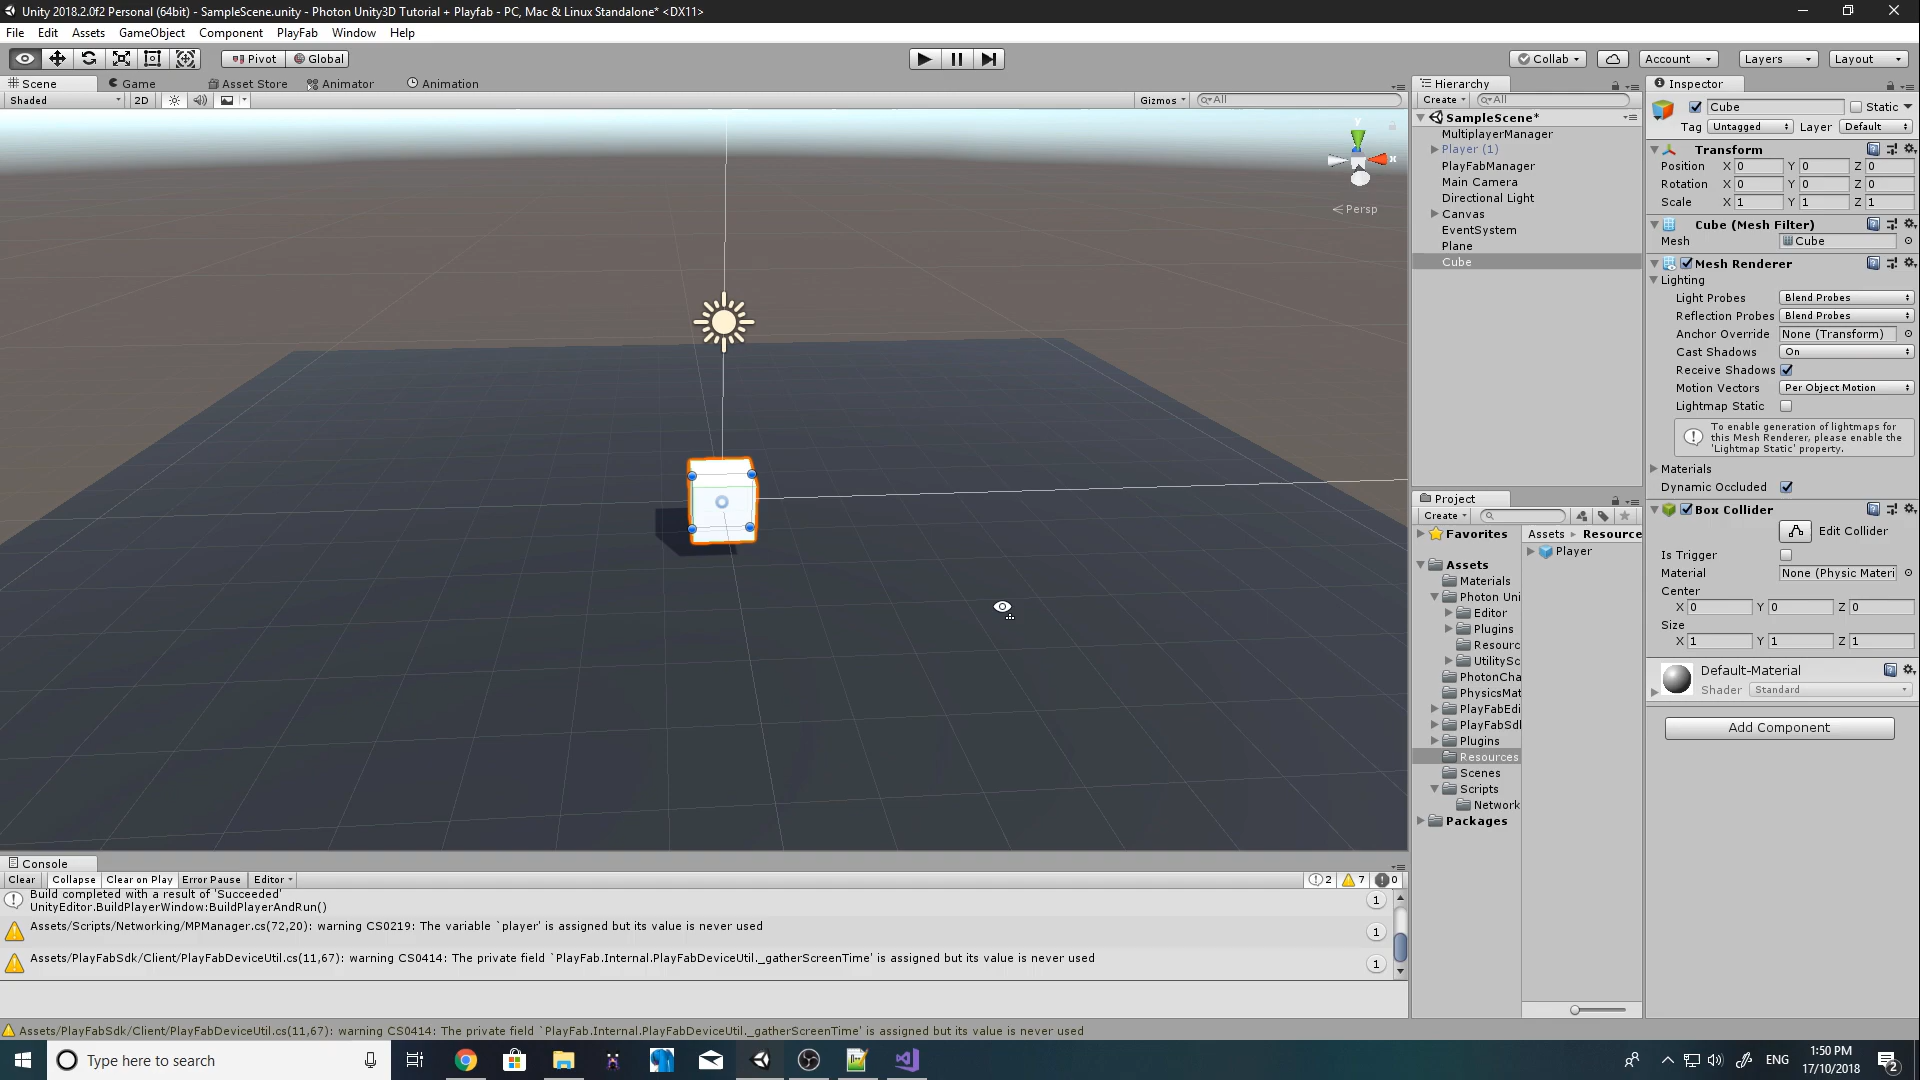 Unity 2018.2.0f2 Personal (64bit) - SampleScene.unity - Photon Unity3D Tutorial + Playfab - PC, Mac & Linux Standalone* <DX11>
File Edit Assets GameObject Component PlayFab Window Help
Pivot Global Collab Account Layers Layout
Scene Game Asset Store Animator Animation
Shaded 2D Gizmos All
Y
x
Persp
Hierarchy
Create All
SampleScene*
MultiplayerManager
Player (1)
PlayFabManager
Main Camera
Directional Light
Canvas
EventSystem
Plane
Cube
Project
Create
Favorites
Assets
Materials
Photon Uni
Editor
Plugins
Resourc
UtilitySc
PhotonCha
PhysicsMat
PlayFabEdi
PlayFabSdl
Plugins
Resources
Scenes
Scripts
Network
Packages
Assets Resource
Player
Inspector
Cube Static
Tag Untagged Layer Default
Transform
Position X 0 Y 0 Z 0
Rotation X 0 Y 0 Z 0
Scale X 1 Y 1 Z 1
Cube (Mesh Filter)
Mesh Cube
Mesh Renderer
Lighting
Light Probes Blend Probes
Reflection Probes Blend Probes
Anchor Override None (Transform)
Cast Shadows On
Receive Shadows
Motion Vectors Per Object Motion
Lightmap Static
To enable generation of lightmaps for
this Mesh Renderer, please enable the
'Lightmap Static' property.
Materials
Dynamic Occluded
Box Collider
Edit Collider
Is Trigger
Material None (Physic Materi
Center
X 0 Y 0 Z 0
Size
X 1 Y 1 Z 1
Default-Material
Shader Standard
Add Component
Console
Clear Collapse Clear on Play Error Pause Editor 2 7 0
Build completed with a result of 'Succeeded'
UnityEditor.BuildPlayerWindow:BuildPlayerAndRun()
1
Assets/Scripts/Networking/MPManager.cs(72,20): warning CS0219: The variable `player' is assigned but its value is never used
1
Assets/PlayFabSdk/Client/PlayFabDeviceUtil.cs(11,67): warning CS0414: The private field `PlayFab.Internal.PlayFabDeviceUtil._gatherScreenTime' is assigned but its value is never used
1
Assets/PlayFabSdk/Client/PlayFabDeviceUtil.cs(11,67): warning CS0414: The private field `PlayFab.Internal.PlayFabDeviceUtil._gatherScreenTime' is assigned but its value is never used
Type here to search
ENG
1:50 PM
17/10/2018
2